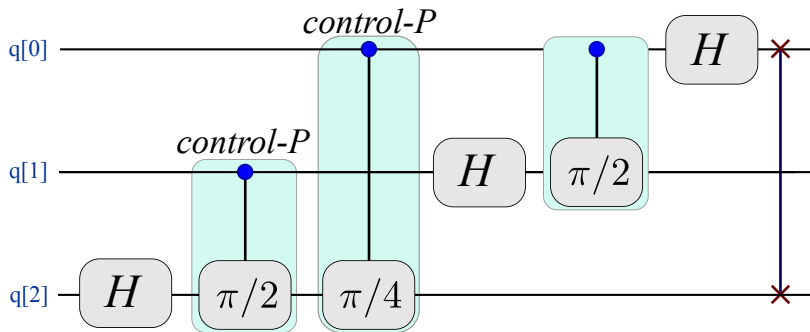 control-P
q[0] H
control-P
q[1] H π/2
q[2] H π/2 π/4